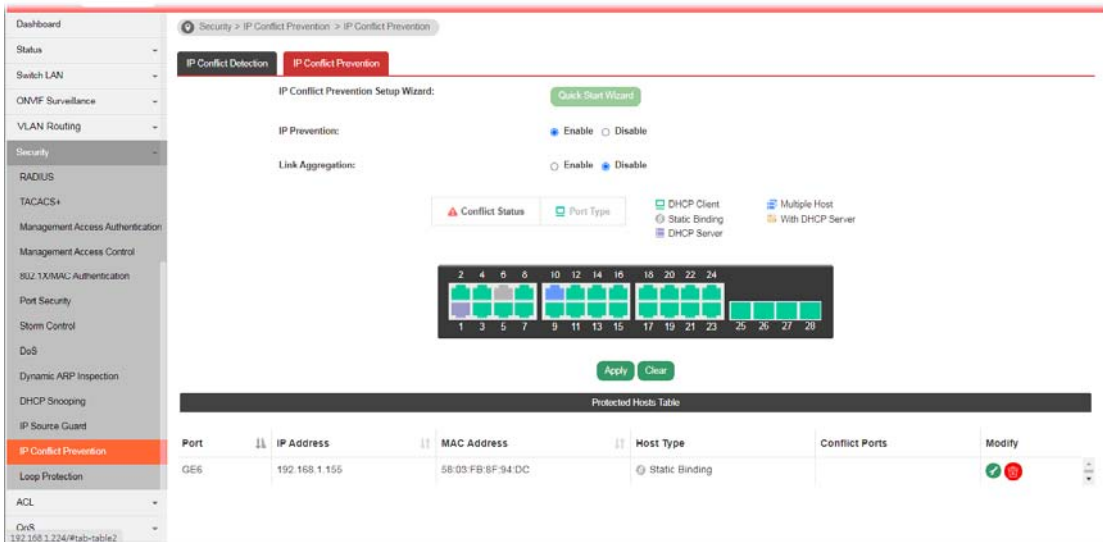 Dashboard
Status
Switch LAN
ONVIF Surveillance
VLAN Routing
Security
RADIUS
TACACS+
Management Access Authentication
Management Access Control
802.1X/MAC Authentication
Port Security
Storm Control
DoS
Dynamic ARP Inspection
DHCP Snooping
IP Source Guard
IP Conflict Prevention
Loop Protection
ACL
QoS
192.168.1.224/#tab-table2
Security > IP Conflict Prevention > IP Conflict Prevention
IP Conflict Detection IP Conflict Prevention
IP Conflict Prevention Setup Wizard: Quick Start Wizard
IP Prevention: Enable Disable
Link Aggregation: Enable Disable
Conflict Status Port Type
DHCP Client Multiple Host
Static Binding With DHCP Server
DHCP Server
2 4 6 8 10 12 14 16 18 20 22 24
1 3 5 7 9 11 13 15 17 19 21 23 25 26 27 28
Apply Clear
Protected Hosts Table
Port IP Address MAC Address Host Type Conflict Ports Modify
GE6 192.168.1.155 58:03:FB:8F:94:DC Static Binding